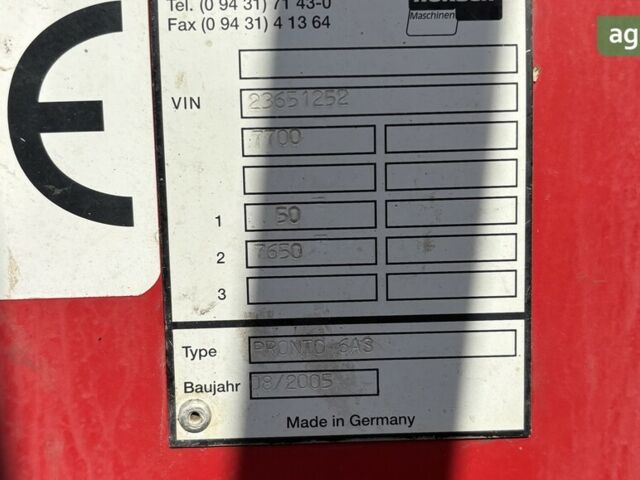 Tel. (0 94 31) 71 43-0
Fax (0 94 31) 4 13 64
Maschinen
ag
CE
VIN 23651252
7700
1 50
2 7650
3
Type PRONTO 6AS
Baujahr 08/2005
Made in Germany